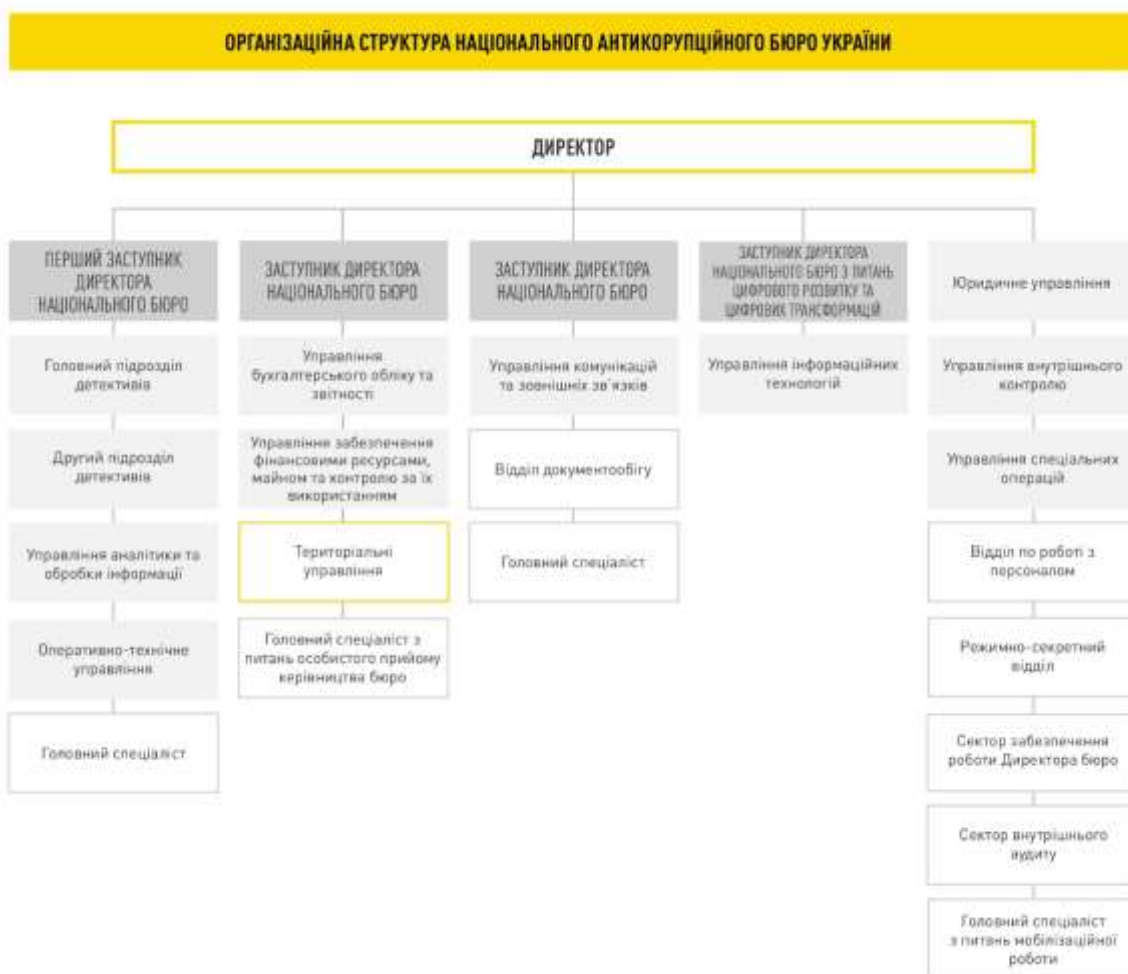 ОРГАНІЗАЦІЙНА СТРУКТУРА НАЦІОНАЛЬНОГО АНТИКОРУПЦІЙНОГО БЮРО УКРАЇНИ
ДИРЕКТОР
ПЕРШИЙ ЗАСТУПНИК
ДИРЕКТОРА
НАЦІОНАЛЬНОГО БЮРО
Головний підрозділ
детективів
Другий підрозділ
детективів
Управління аналітики та
обробки інформації
Оперативно-технічне
управління
Головний спеціаліст
ЗАСТУПНИК ДИРЕКТОРА
НАЦІОНАЛЬНОГО БЮРО
Управління
бухгалтерського обліку та
звітності
Управління забезпечення
фінансовими ресурсами,
майном та контролю за їх
використанням
Територіальні
управління
Головний спеціаліст з
питань особистого прийому
керівництва бюро
ЗАСТУПНИК ДИРЕКТОРА
НАЦІОНАЛЬНОГО БЮРО
Управління комунікацій
та зовнішніх зв'язків
Відділ документообігу
Головний спеціаліст
ЗАСТУПНИК ДИРЕКТОРА
НАЦІОНАЛЬНОГО БЮРО З ПИТАНЬ
ЦИФРОВОГО РОЗВИТКУ ТА
ЦИФРОВИХ ТРАНСФОРМАЦІЙ
Управління інформаційних
технологій
Юридичне управління
Управління внутрішнього
контролю
Управління спеціальних
операцій
Відділ по роботі з
персоналом
Режимно-секретний
відділ
Сектор забезпечення
роботи Директора бюро
Сектор внутрішнього
аудиту
Головний спеціаліст
з питань мобілізаційної
роботи